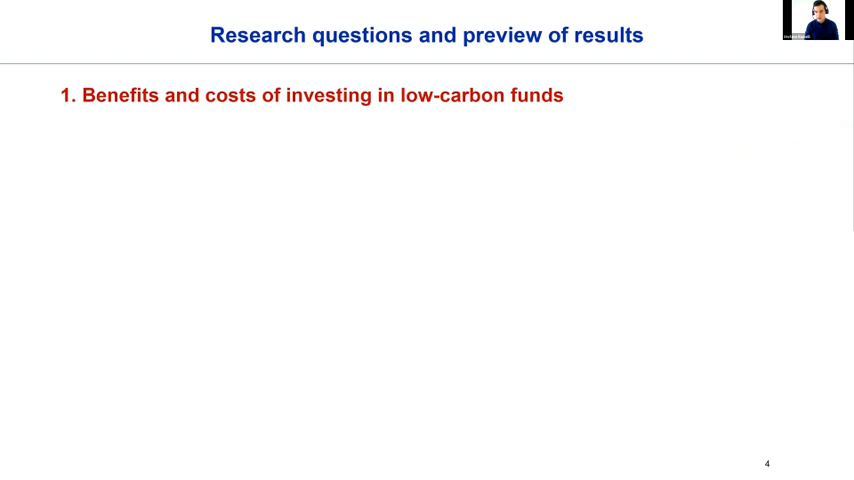 Research questions and preview of results
1. Benefits and costs of investing in low-carbon funds
4